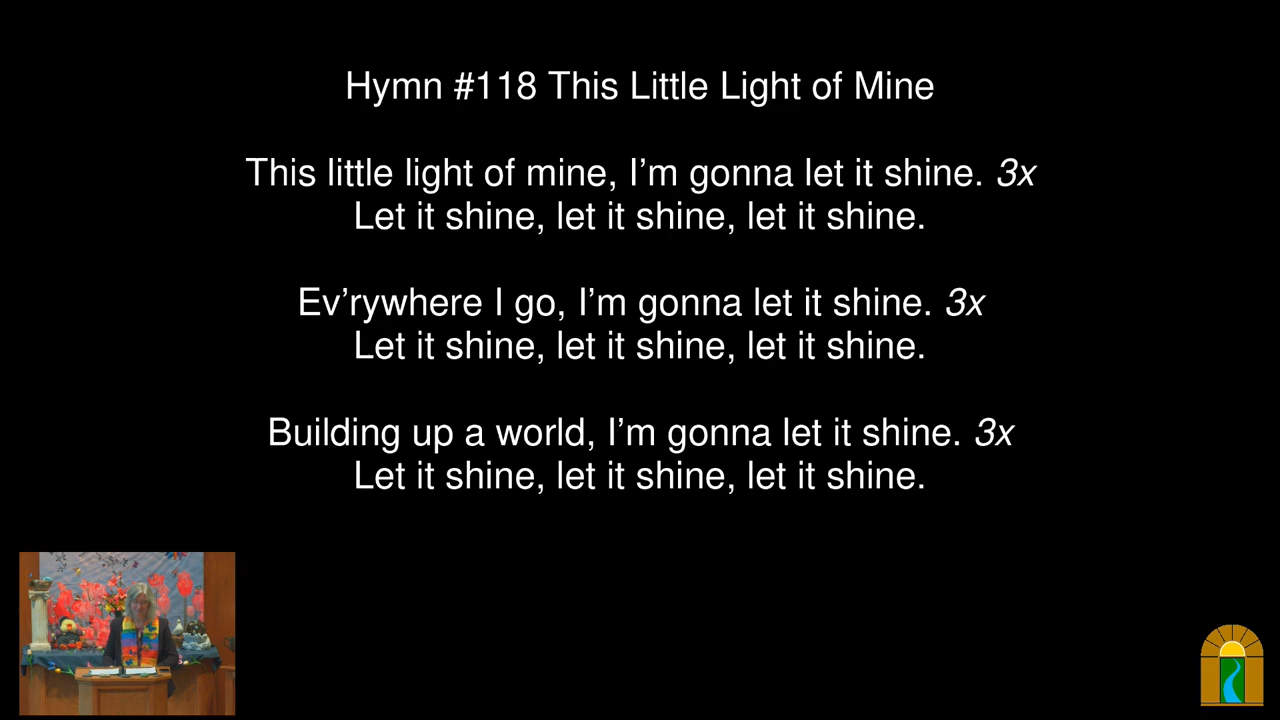 Hymn #118 This Little Light of Mine
This little light of mine, I’m gonna let it shine. 3x
Let it shine, let it shine, let it shine.
Ev’rywhere I go, I’m gonna let it shine. 3x
Let it shine, let it shine, let it shine.
Building up a world, I’m gonna let it shine. 3x
Let it shine, let it shine, let it shine.